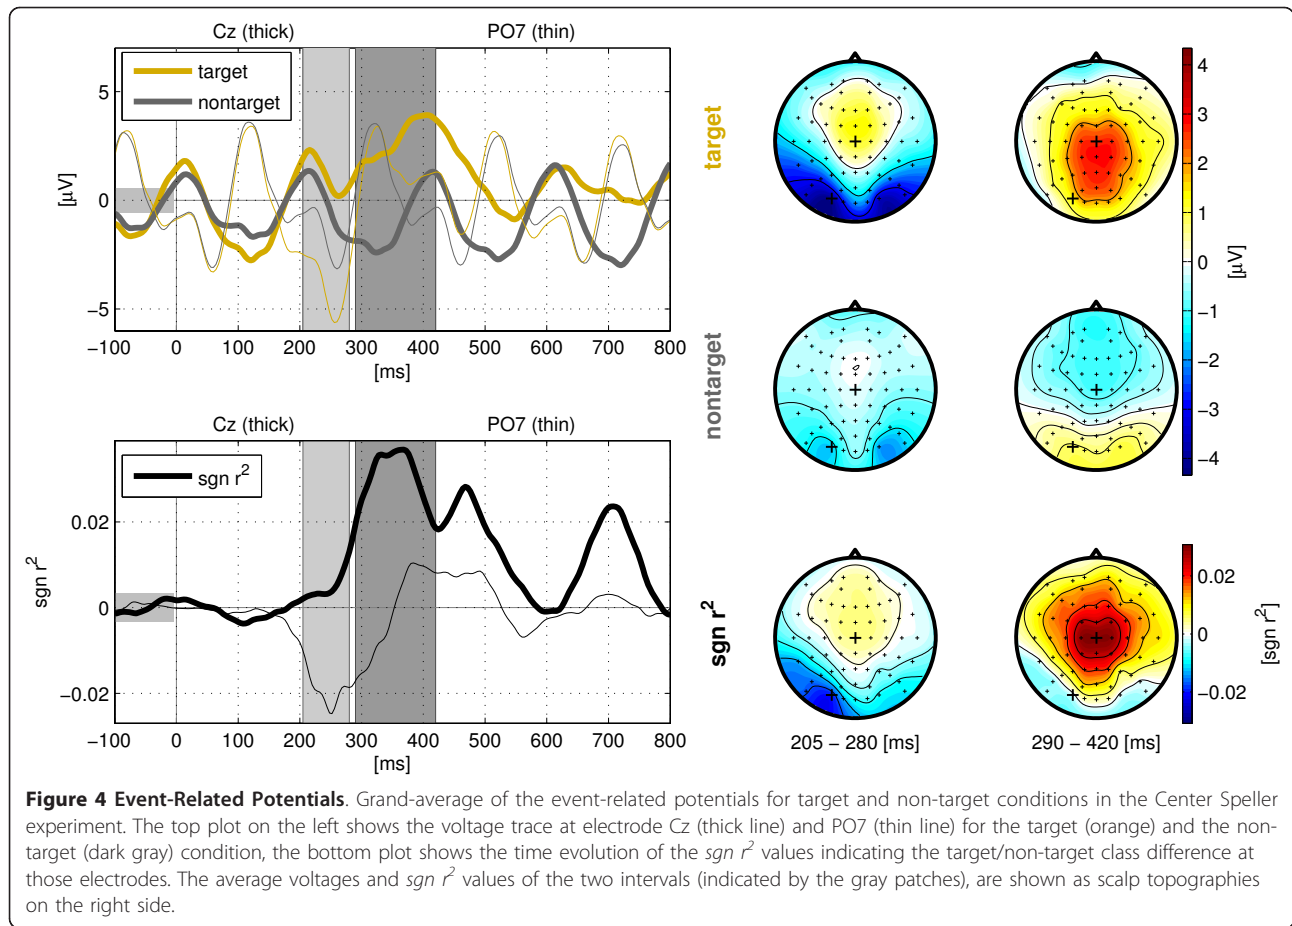 Cz (thick) PO7 (thin)
target
nontarget
5
0
−5
[µV]
−100 0 100 200 300 400 500 600 700 800
[ms]
Cz (thick) PO7 (thin)
sgn r²
0.02
0
−0.02
sgn r²
−100 0 100 200 300 400 500 600 700 800
[ms]
target
nontarget
sgn r²
4
3
2
1
0
−1
−2
−3
−4
[µV]
0.02
0
−0.02
[sgn r²]
205 − 280 [ms] 290 − 420 [ms]
Figure 4 Event-Related Potentials. Grand-average of the event-related potentials for target and non-target conditions in the Center Speller
experiment. The top plot on the left shows the voltage trace at electrode Cz (thick line) and PO7 (thin line) for the target (orange) and the non-
target (dark gray) condition, the bottom plot shows the time evolution of the sgn r² values indicating the target/non-target class difference at
those electrodes. The average voltages and sgn r² values of the two intervals (indicated by the gray patches), are shown as scalp topographies
on the right side.